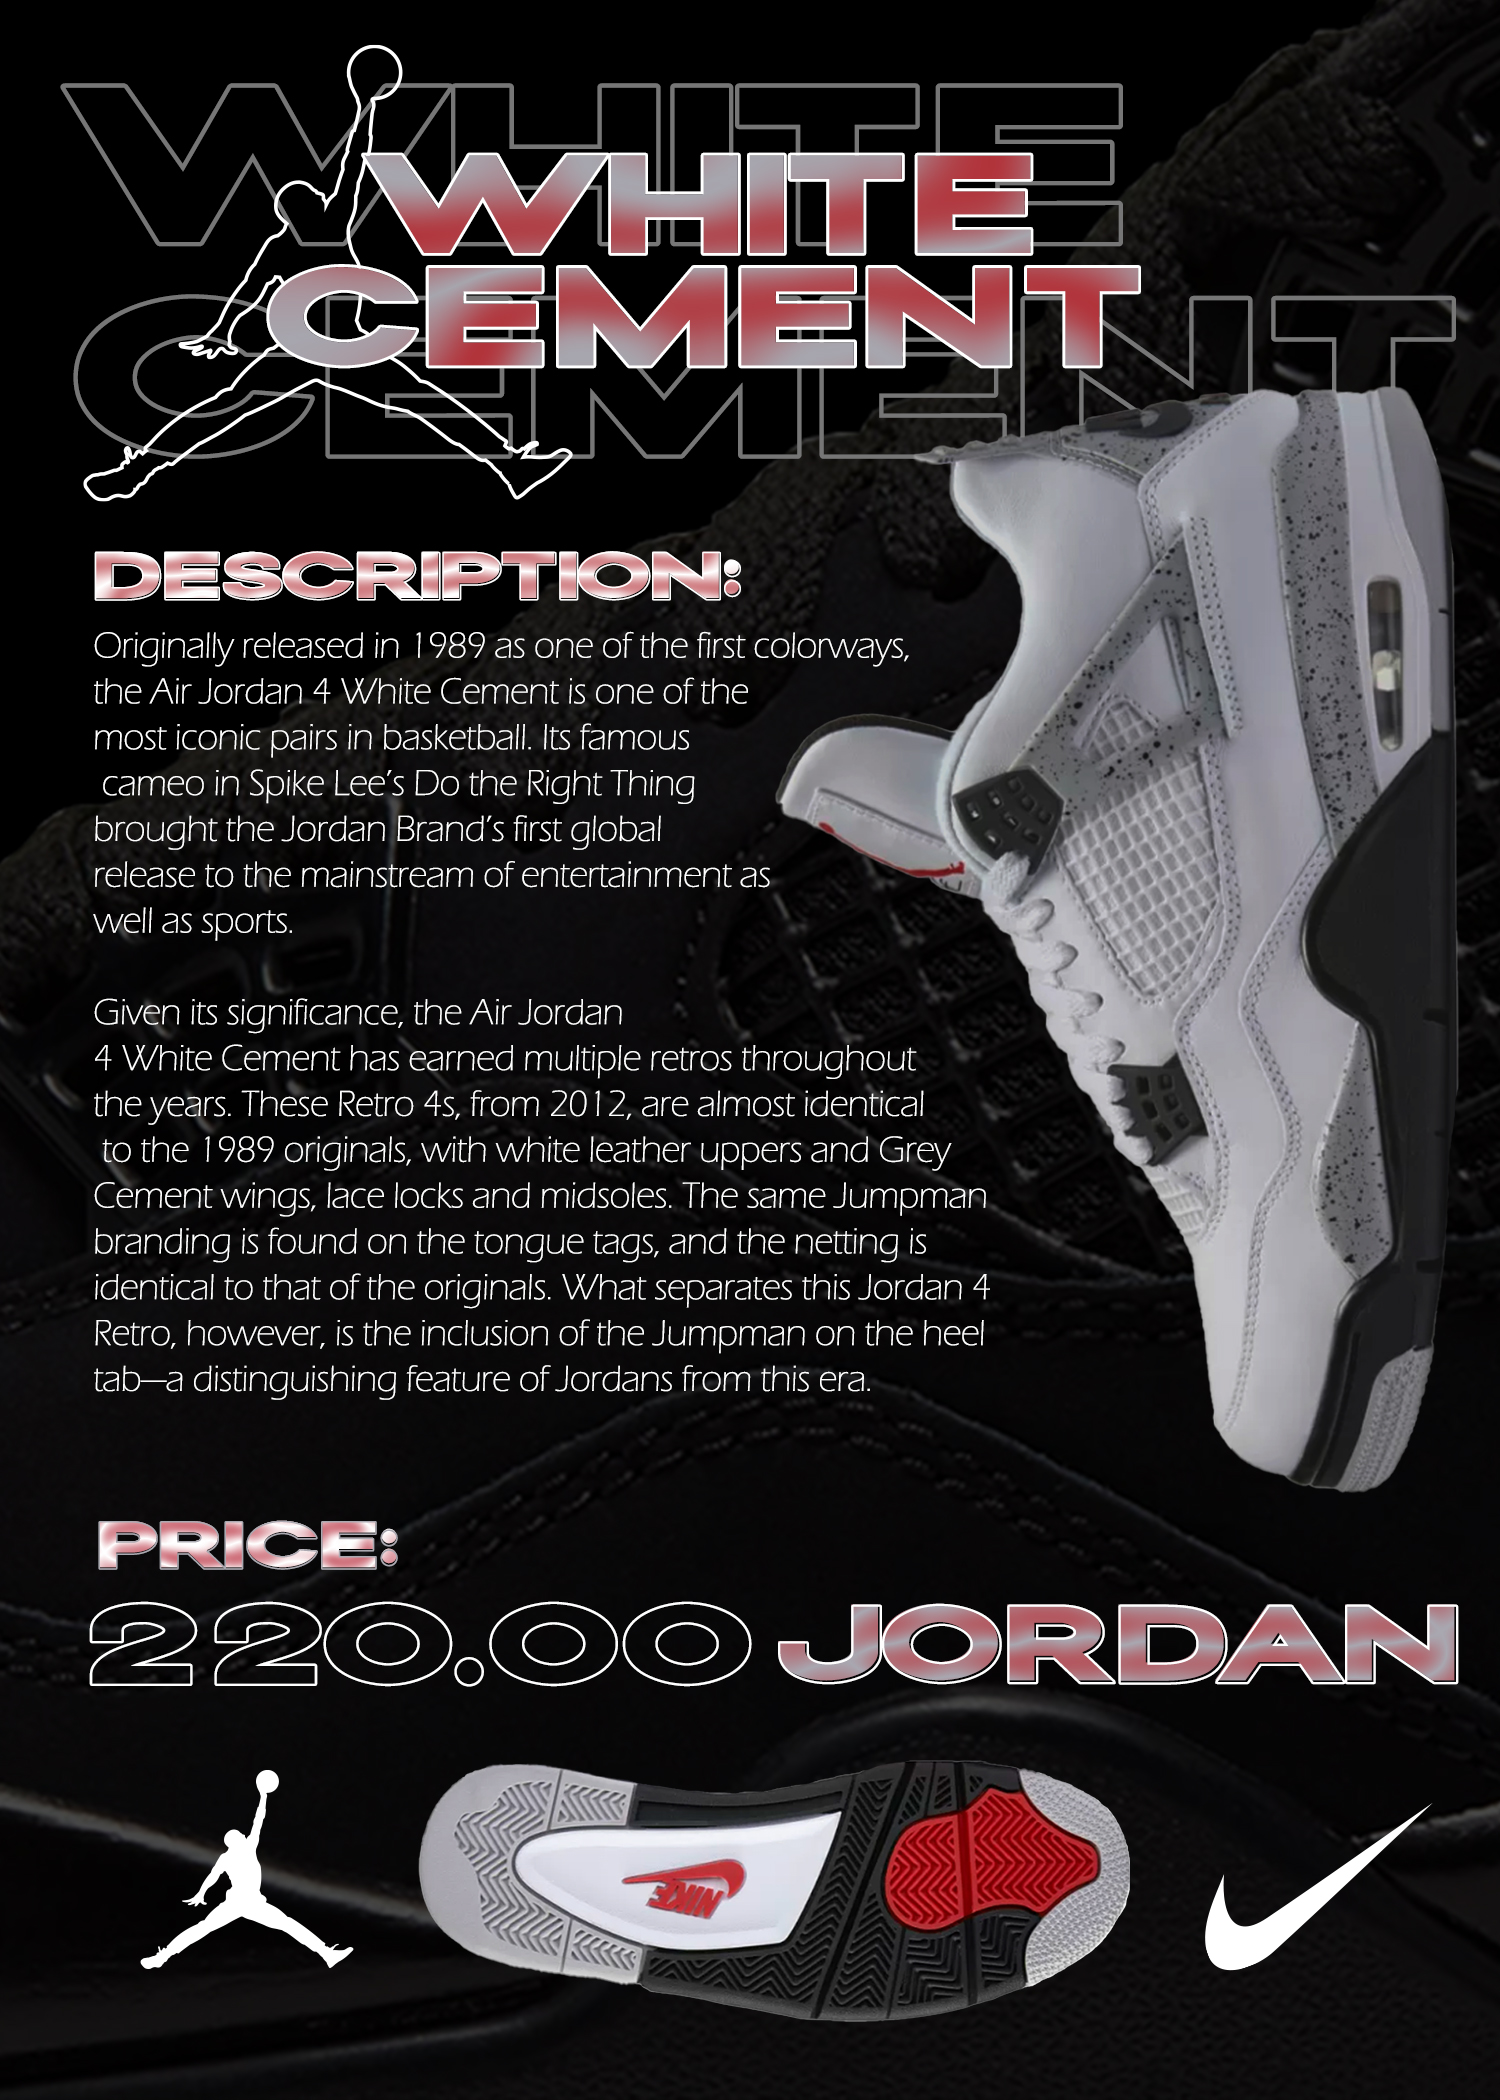 WHITE
CEMENT
WHITE
CEMENT
DESCRIPTION:
Originally released in 1989 as one of the first colorways,
the Air Jordan 4 White Cement is one of the
most iconic pairs in basketball. Its famous
cameo in Spike Lee’s Do the Right Thing
brought the Jordan Brand’s first global
release to the mainstream of entertainment as
well as sports.
Given its significance, the Air Jordan
4 White Cement has earned multiple retros throughout
the years. These Retro 4s, from 2012, are almost identical
to the 1989 originals, with white leather uppers and Grey
Cement wings, lace locks and midsoles. The same Jumpman
branding is found on the tongue tags, and the netting is
identical to that of the originals. What separates this Jordan 4
Retro, however, is the inclusion of the Jumpman on the heel
tab—a distinguishing feature of Jordans from this era.
PRICE:
220.00 JORDAN
NIKE